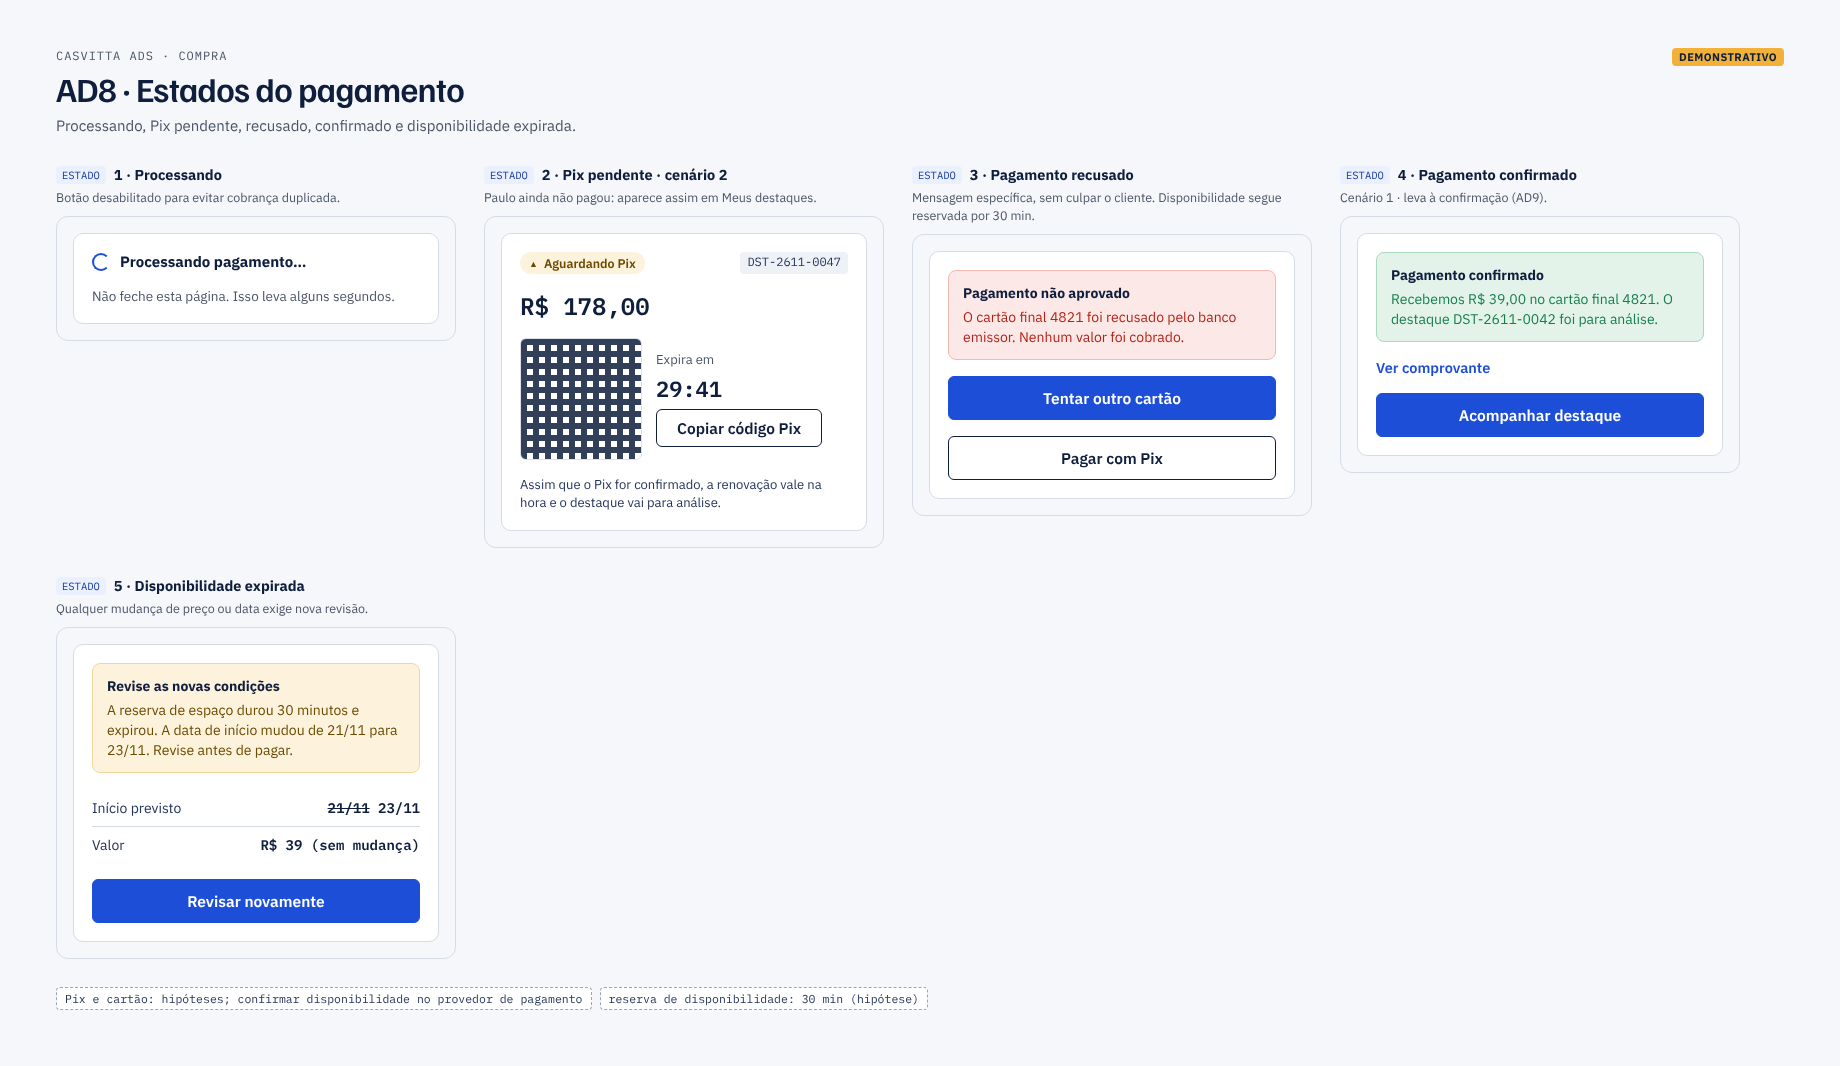 CASVITTA ADS · COMPRA
DEMONSTRATIVO
AD8 · Estados do pagamento
Processando, Pix pendente, recusado, confirmado e disponibilidade expirada.
ESTADO 1 · Processando
Botão desabilitado para evitar cobrança duplicada.
Processando pagamento...
Não feche esta página. Isso leva alguns segundos.
ESTADO 2 · Pix pendente · cenário 2
Paulo ainda não pagou: aparece assim em Meus destaques.
▲ Aguardando Pix
DST-2611-0047
R$ 178,00
Expira em
29:41
Copiar código Pix
Assim que o Pix for confirmado, a renovação vale na
hora e o destaque vai para análise.
ESTADO 3 · Pagamento recusado
Mensagem específica, sem culpar o cliente. Disponibilidade segue
reservada por 30 min.
Pagamento não aprovado
O cartão final 4821 foi recusado pelo banco
emissor. Nenhum valor foi cobrado.
Tentar outro cartão
Pagar com Pix
ESTADO 4 · Pagamento confirmado
Cenário 1 · leva à confirmação (AD9).
Pagamento confirmado
Recebemos R$ 39,00 no cartão final 4821. O
destaque DST-2611-0042 foi para análise.
Ver comprovante
Acompanhar destaque
ESTADO 5 · Disponibilidade expirada
Qualquer mudança de preço ou data exige nova revisão.
Revise as novas condições
A reserva de espaço durou 30 minutos e
expirou. A data de início mudou de 21/11 para
23/11. Revise antes de pagar.
Início previsto 21/11 23/11
Valor R$ 39 (sem mudança)
Revisar novamente
Pix e cartão: hipóteses; confirmar disponibilidade no provedor de pagamento
reserva de disponibilidade: 30 min (hipótese)